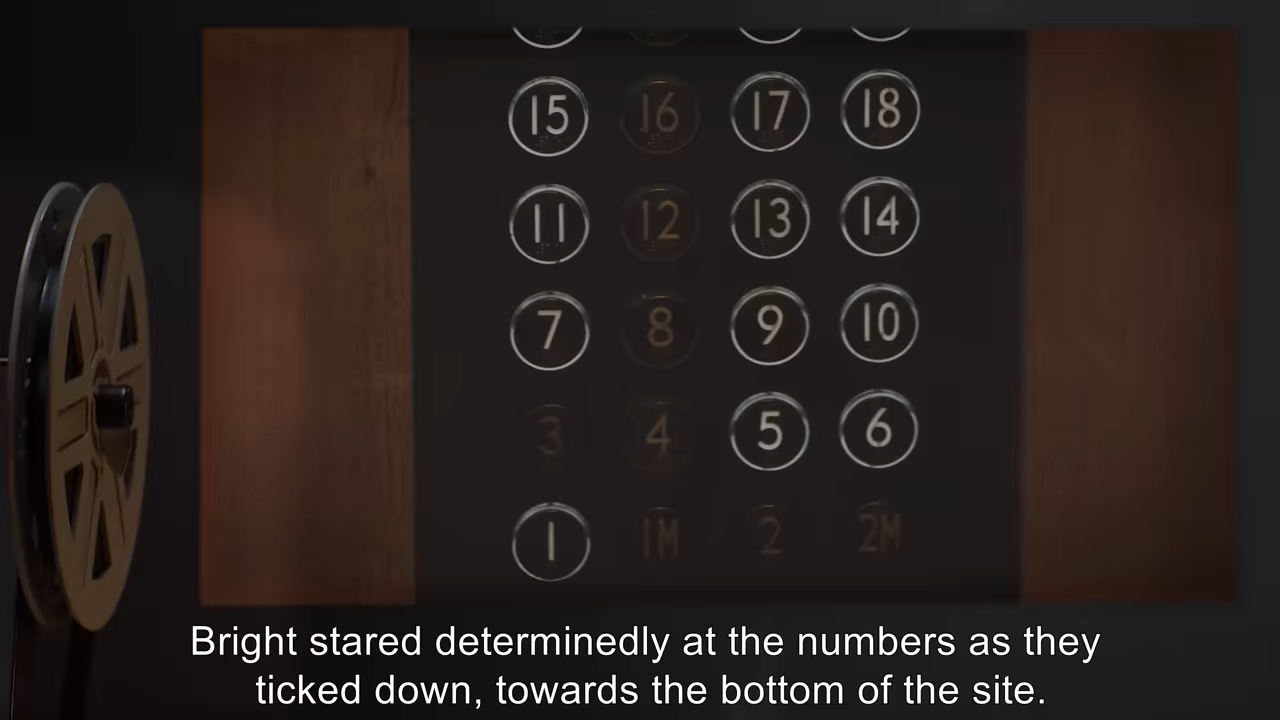 15 16 17 18
11 12 13 14
7 8 9 10
3 4 5 6
1 1M 2 2M
Bright stared determinedly at the numbers as they
ticked down, towards the bottom of the site.